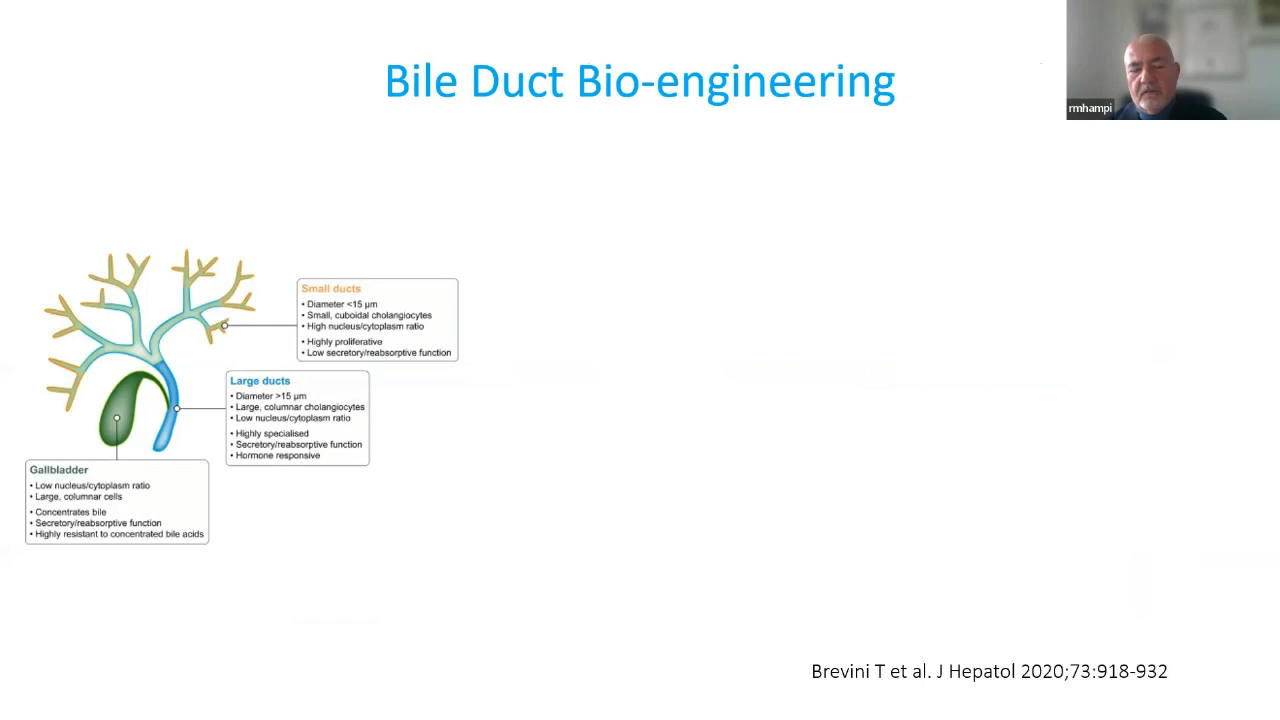 Bile Duct Bio-engineering
rmhampi
Small ducts
• Diameter <15 µm
• Small, cuboidal cholangiocytes
• High nucleus/cytoplasm ratio
• Highly proliferative
• Low secretory/reabsorptive function
Large ducts
• Diameter >15 µm
• Large, columnar cholangiocytes
• Low nucleus/cytoplasm ratio
• Highly specialised
• Secretory/reabsorptive function
• Hormone responsive
Gallbladder
• Low nucleus/cytoplasm ratio
• Large, columnar cells
• Concentrates bile
• Secretory/reabsorptive function
• Highly resistant to concentrated bile acids
Brevini T et al. J Hepatol 2020;73:918-932